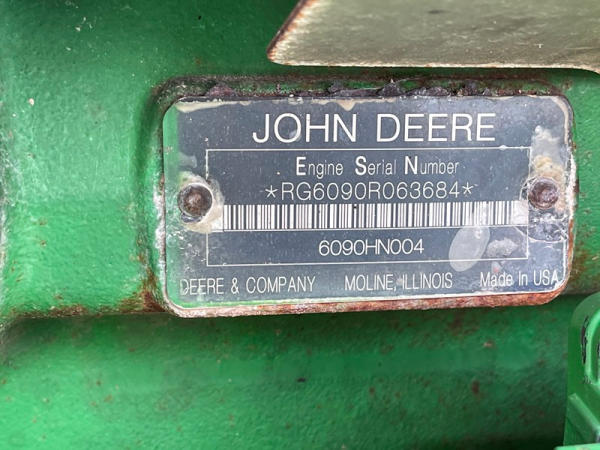 JOHN DEERE
Engine Serial Number
*RG6090R063684*
6090HN004
DEERE & COMPANY MOLINE, ILLINOIS Made In USA